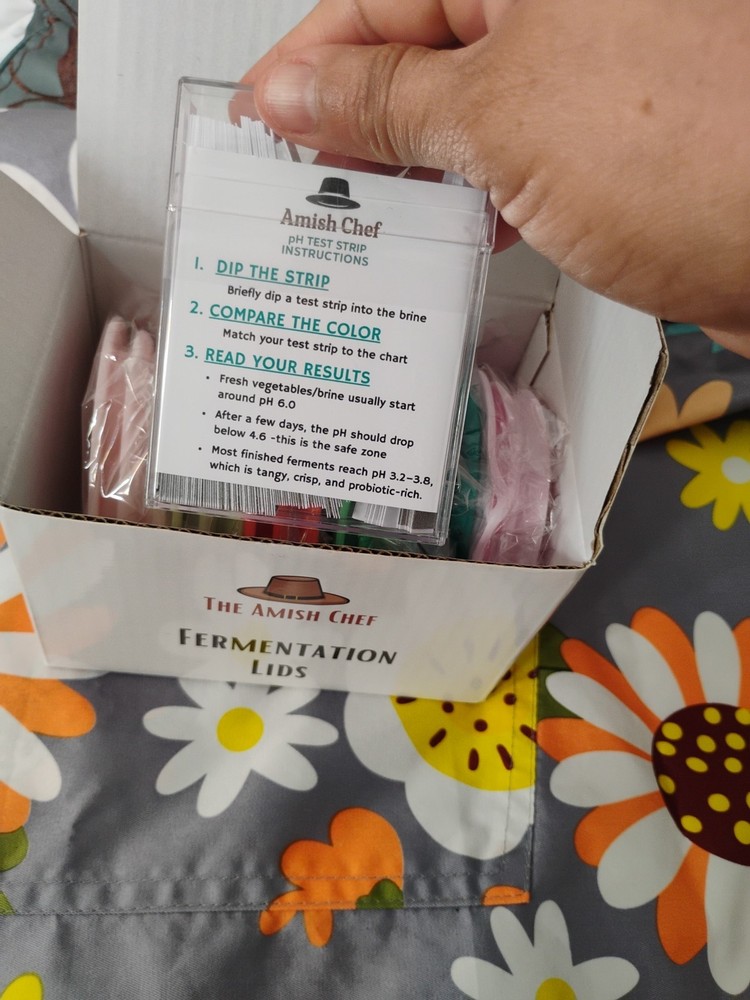 Amish Chef
pH TEST STRIP
INSTRUCTIONS
1. DIP THE STRIP
Briefly dip a test strip into the brine
2. COMPARE THE COLOR
Match your test strip to the chart
3. READ YOUR RESULTS
• Fresh vegetables/brine usually start
around pH 6.0
• After a few days, the pH should drop
below 4.6 -this is the safe zone
• Most finished ferments reach pH 3.2–3.8,
which is tangy, crisp, and probiotic-rich.
THE AMISH CHEF
FERMENTATION
LIDS